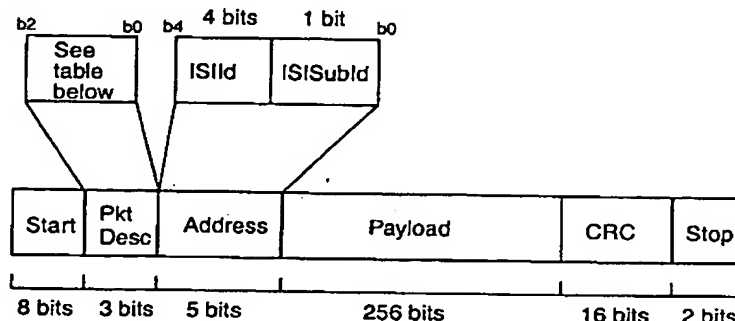 b2 b0 b4 4 bits 1 bit b0
See
table
below
ISIId ISISubId
Start Pkt
Desc Address Payload CRC Stop
8 bits 3 bits 5 bits 256 bits 16 bits 2 bits